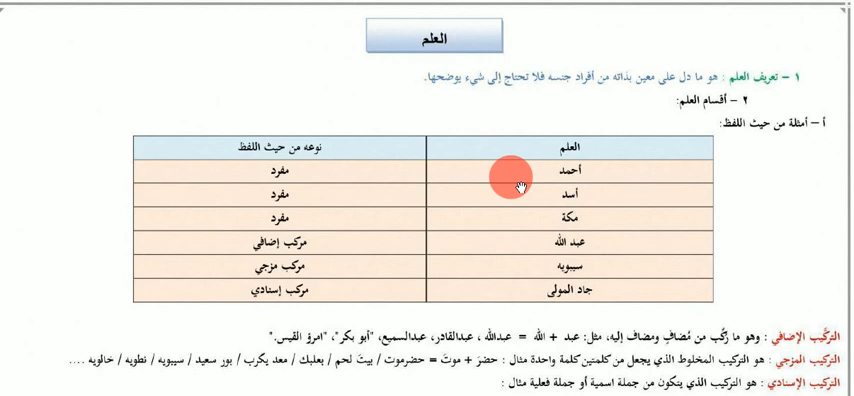 العلم
١ – تعريف العلم : هو ما دل على معين بذاته من أفراد جنسه فلا تحتاج إلى شيء يوضحها.
٢ – أقسام العلم:
أ – أمثلة من حيث اللفظ:
العلم نوعه من حيث اللفظ
أحمد مفرد
أسد مفرد
مكة مفرد
عبد الله مركب إضافي
سيبويه مركب مزجي
جاد المولى مركب إسنادي
التركيب الإضافي : وهو ما رُكِّب من مُضافٍ ومضاف إليه، مثل: عبد + الله = عبدالله ، عبدالقادر، عبدالسميع، "أبو بكر"، "امرؤ القيس."
التركيب المزجي : هو التركيب المخلوط الذي يجعل من كلمتين كلمة واحدة مثال : حضرَ + موتَ = حضرموت / بيتَ لحم / بعلبك / معد يكرب / بور سعيد / سيبويه / نطويه / خالويه ....
التركيب الإسنادي : هو التركيب الذي يتكون من جملة اسمية أو جملة فعلية مثال :